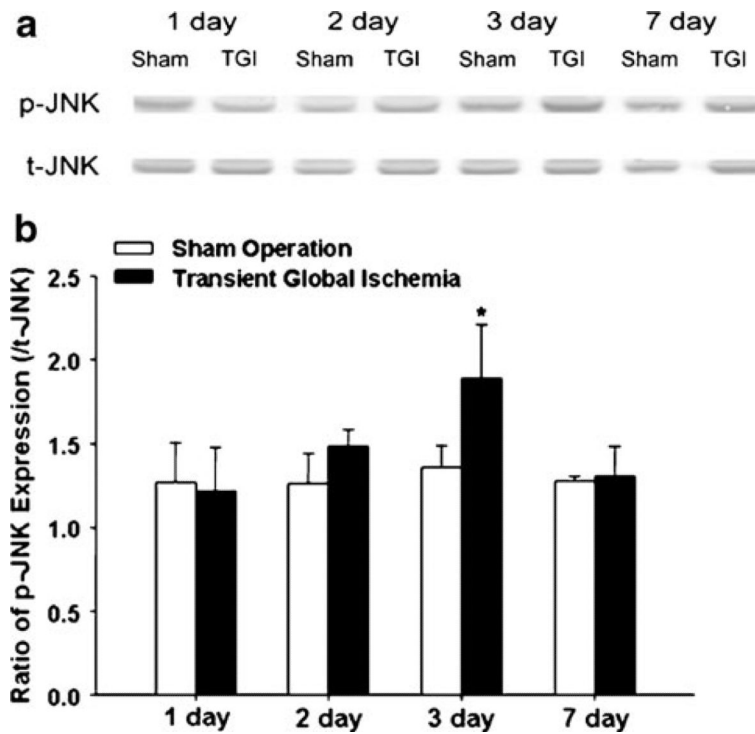 a
1 day 2 day 3 day 7 day
Sham TGI Sham TGI Sham TGI Sham TGI
p-JNK
t-JNK
b
Sham Operation
Transient Global Ischemia
Ratio of p-JNK Expression (/t-JNK)
2.5
2.0
*
1.5
1.0
0.5
0.0
1 day 2 day 3 day 7 day